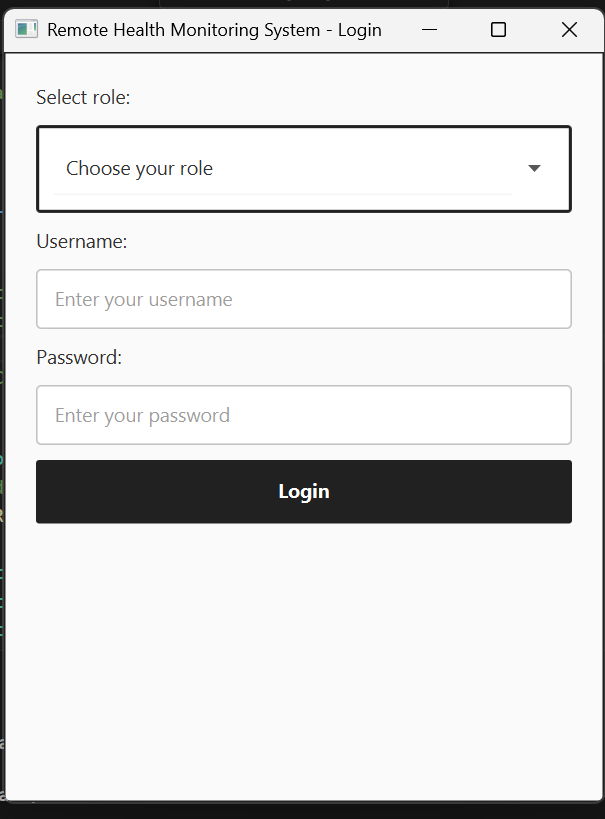 Remote Health Monitoring System - Login
Select role:
Choose your role
Username:
Enter your username
Password:
Enter your password
Login